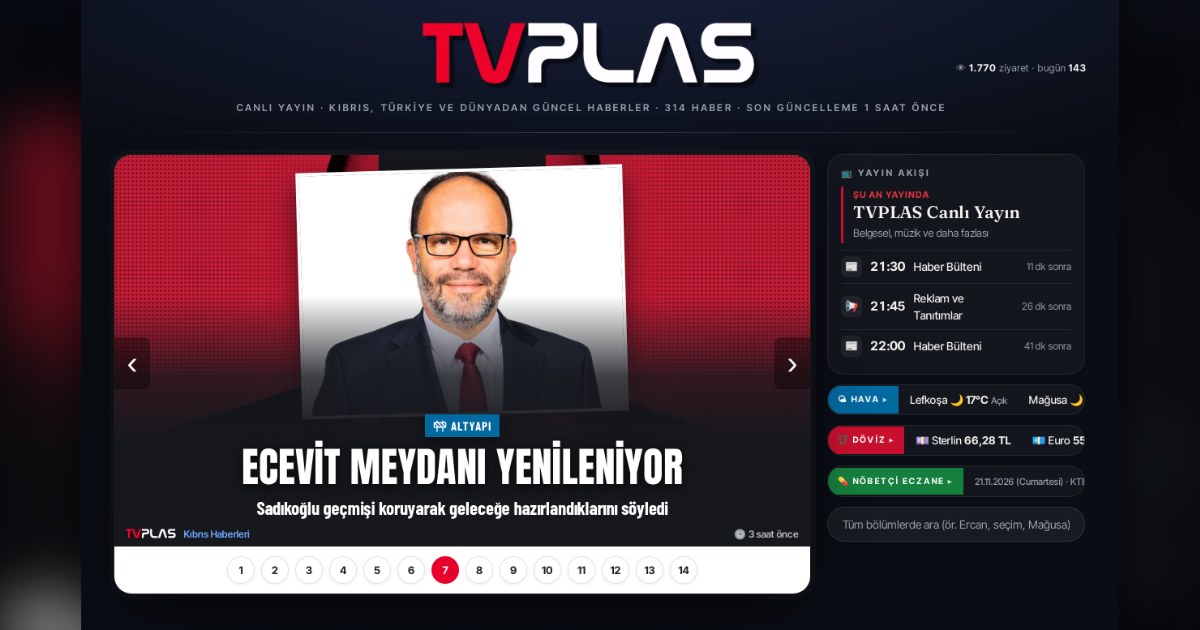 TVPLAS
1.770 ziyaret · bugün 143
CANLI YAYIN · KIBRIS, TÜRKİYE VE DÜNYADAN GÜNCEL HABERLER · 314 HABER · SON GÜNCELLEME 1 SAAT ÖNCE
ALTYAPI
ECEVİT MEYDANI YENİLENİYOR
Sadıkoğlu geçmişi koruyarak geleceğe hazırlandıklarını söyledi
TVPLAS Kıbrıs Haberleri
3 saat önce
1 2 3 4 5 6 7 8 9 10 11 12 13 14
YAYIN AKIŞI
ŞU AN YAYINDA
TVPLAS Canlı Yayın
Belgesel, müzik ve daha fazlası
21:30 Haber Bülteni 11 dk sonra
21:45 Reklam ve Tanıtımlar 26 dk sonra
22:00 Haber Bülteni 41 dk sonra
HAVA ▸ Lefkoşa 17°C Açık Mağusa
DÖVİZ ▸ Sterlin 66,28 TL Euro 55
NÖBETÇİ ECZANE ▸ 21.11.2026 (Cumartesi) · KTE
Tüm bölümlerde ara (ör. Ercan, seçim, Mağusa)